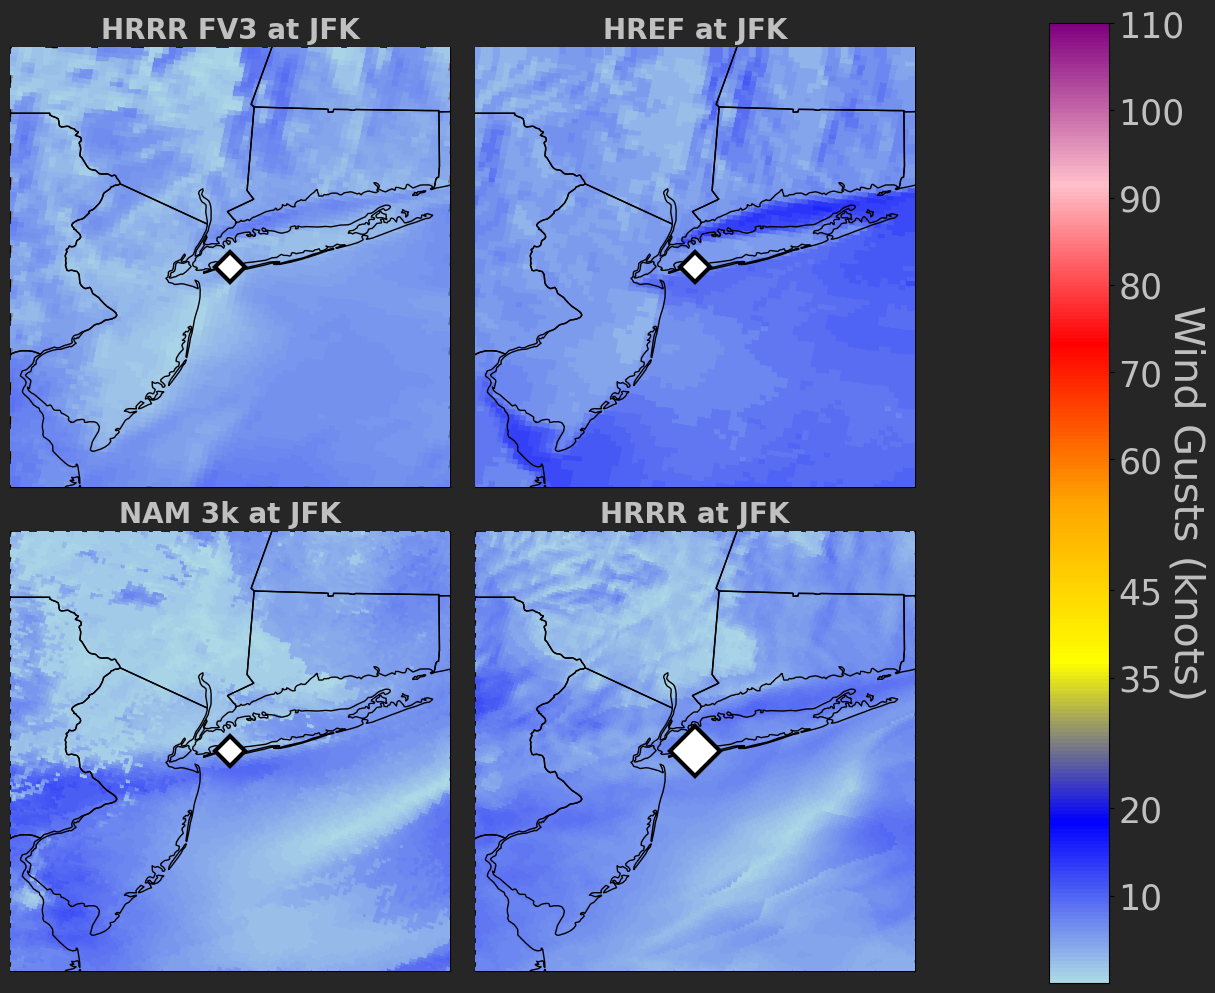 HRRR FV3 at JFK
HREF at JFK
NAM 3k at JFK
HRRR at JFK
110
100
90
80
70
60
45
35
20
10
Wind Gusts (knots)